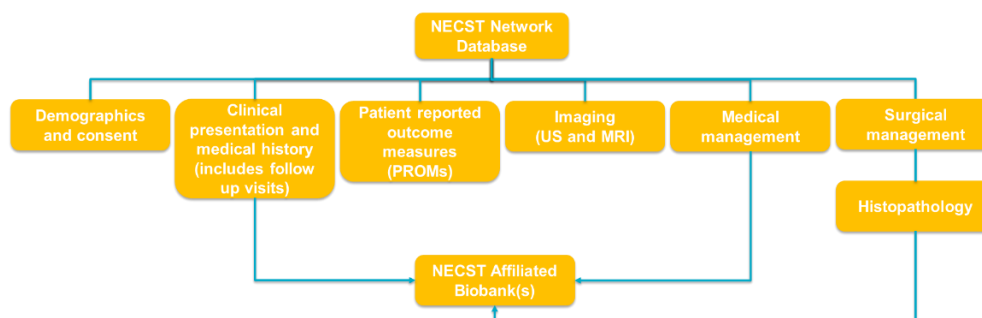 NECST Network
Database
Demographics
and consent
Clinical
presentation and
medical history
(includes follow
up visits)
Patient reported
outcome
measures
(PROMs)
Imaging
(US and MRI)
Medical
management
Surgical
management
Histopathology
NECST Affiliated
Biobank(s)